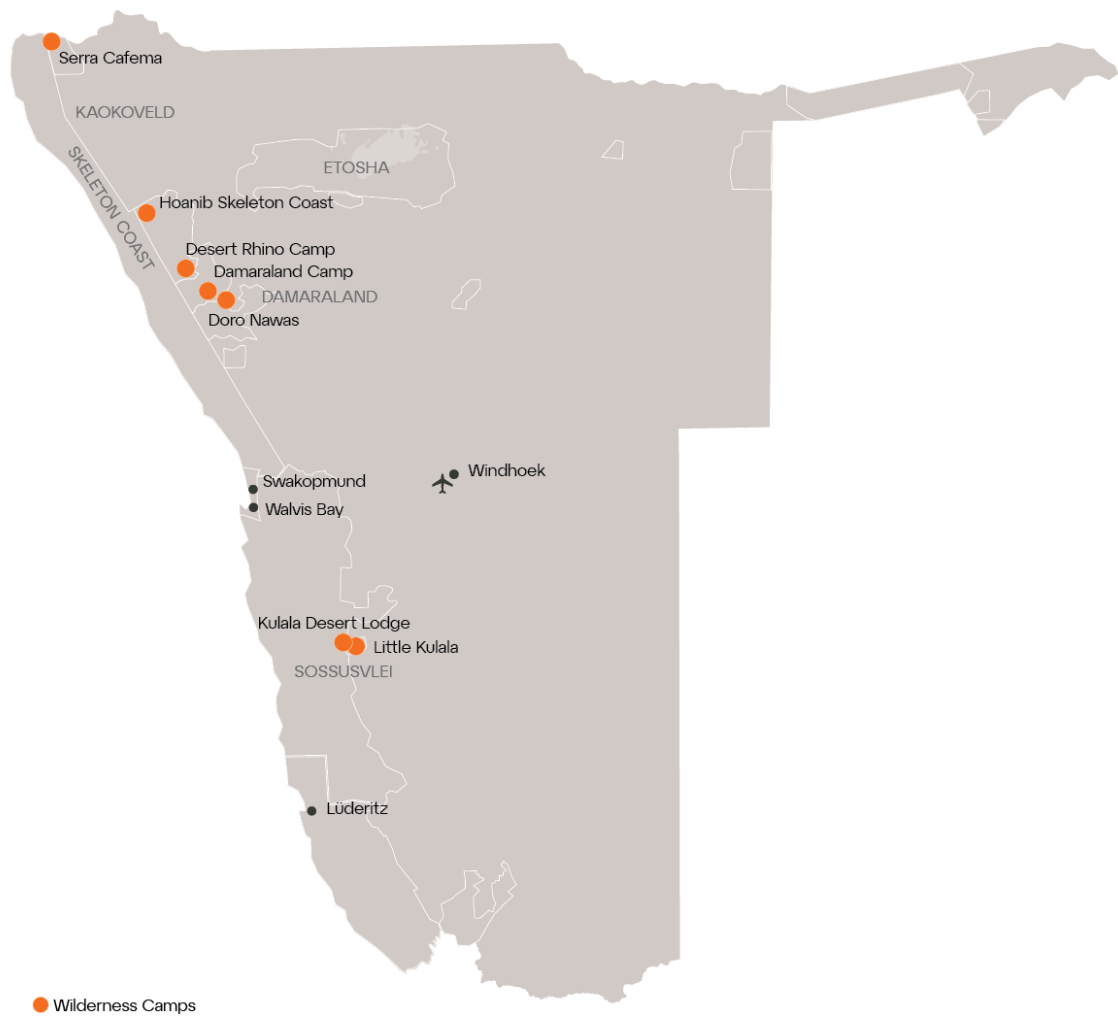 Serra Cafema
KAOKOVELD
SKELETON COAST
ETOSHA
Hoanib Skeleton Coast
Desert Rhino Camp
Damaraland Camp
DAMARALAND
Doro Nawas
Windhoek
Swakopmund
Walvis Bay
Kulala Desert Lodge
Little Kulala
SOSSUSVLEI
Lüderitz
Wilderness Camps